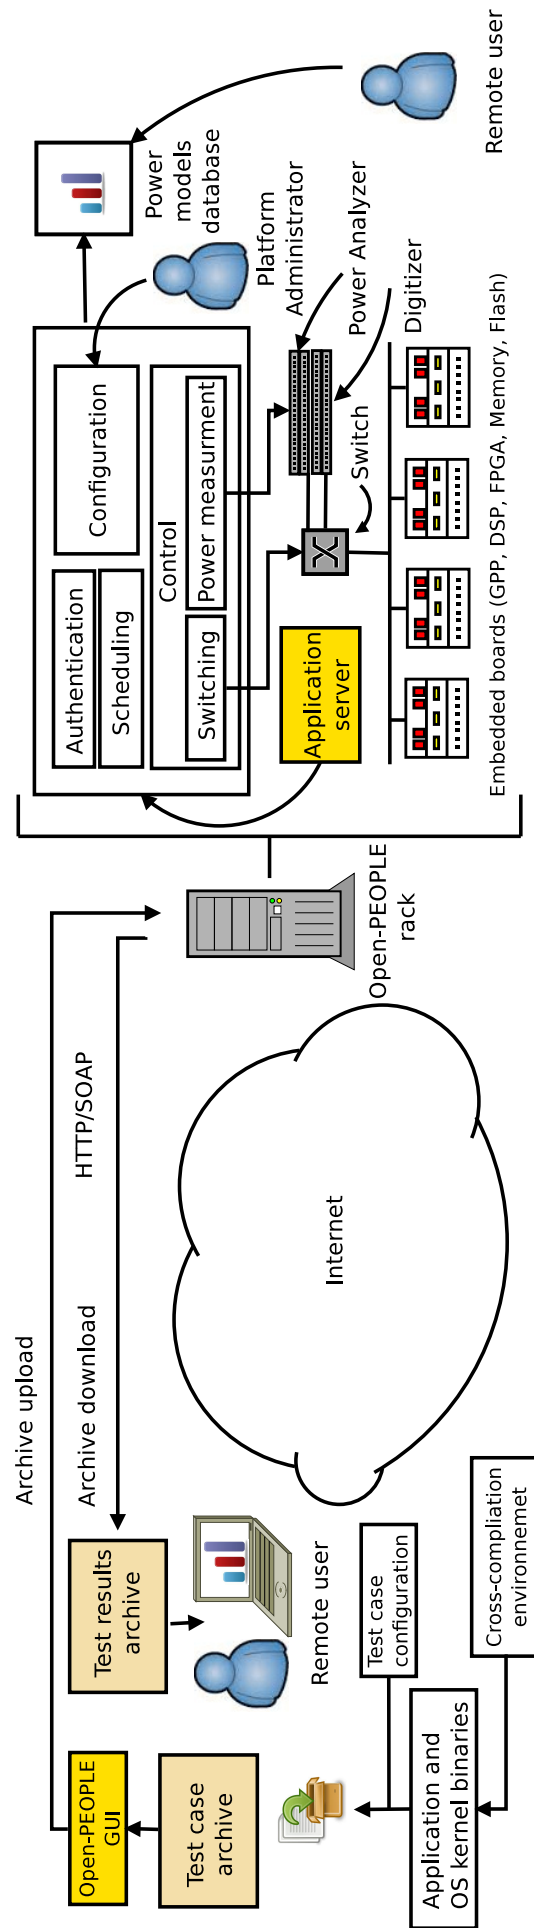 Archive upload
Archive download
HTTP/SOAP
Open-PEOPLE
GUI
Test results
archive
Test case
archive
Remote user
Test case
configuration
Application and
OS kernel binaries
Cross-compliation
environnemet
Internet
Open-PEOPLE
rack
Authentication
Scheduling
Configuration
Control
Switching
Power measurment
Application
server
Switch
Power models
database
Platform
Administrator
Power Analyzer
Digitizer
Embedded boards (GPP, DSP, FPGA, Memory, Flash)
Remote user